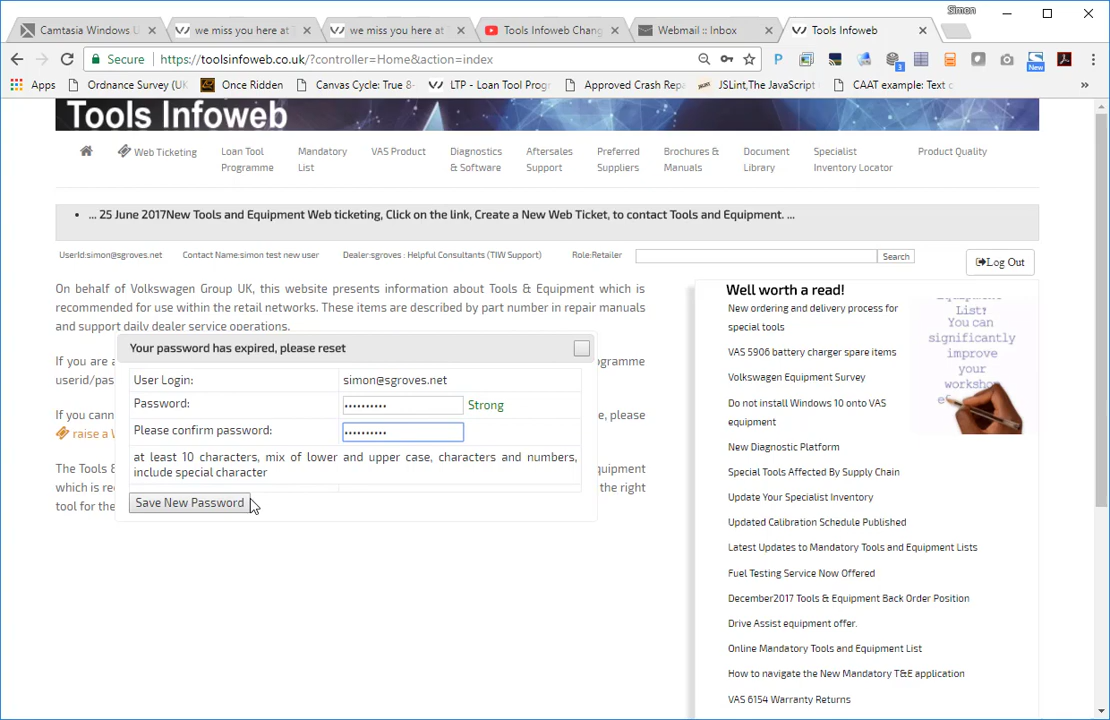 Simon
Camtasia Windows U
we miss you here at T
we miss you here at T
Tools Infoweb Chang
Webmail :: Inbox
Tools Infoweb
Secure
https://toolsinfoweb.co.uk/?controller=Home&action=index
3
New
Apps
Ordnance Survey (UK
Once Ridden
Canvas Cycle: True 8-
LTP - Loan Tool Progr
Approved Crash Repa
JSLint,The JavaScript
CAAT example: Text c
»
Tools Infoweb
Web Ticketing
Loan Tool
Programme
Mandatory
List
VAS Product
Diagnostics
& Software
Aftersales
Support
Preferred
Suppliers
Brochures &
Manuals
Document
Library
Specialist
Inventory Locator
Product Quality
• ... 25 June 2017New Tools and Equipment Web ticketing, Click on the link, Create a New Web Ticket, to contact Tools and Equipment. ...
UserId:simon@sgroves.net
Contact Name:simon test new user
Dealer:sgroves : Helpful Consultants (TIW Support)
Role:Retailer
Search
Log Out
On behalf of Volkswagen Group UK, this website presents information about Tools & Equipment which is
recommended for use within the retail networks. These items are described by part number in repair manuals
and support daily dealer service operations.
If you are a
ogramme
userid/pas
If you cann
e, please
raise a W
The Tools &
quipment
which is re
the right
tool for the
Your password has expired, please reset
User Login:
simon@sgroves.net
Password:
••••••••••
Strong
Please confirm password:
••••••••••
at least 10 characters, mix of lower and upper case, characters and numbers,
include special character
Save New Password
Well worth a read!
New ordering and delivery process for
special tools
VAS 5906 battery charger spare items
Volkswagen Equipment Survey
Do not install Windows 10 onto VAS
equipment
New Diagnostic Platform
Special Tools Affected By Supply Chain
Update Your Specialist Inventory
Updated Calibration Schedule Published
Latest Updates to Mandatory Tools and Equipment Lists
Fuel Testing Service Now Offered
December2017 Tools & Equipment Back Order Position
Drive Assist equipment offer.
Online Mandatory Tools and Equipment List
How to navigate the New Mandatory T&E application
VAS 6154 Warranty Returns
List!
You can
significantly
improve
your
workshop